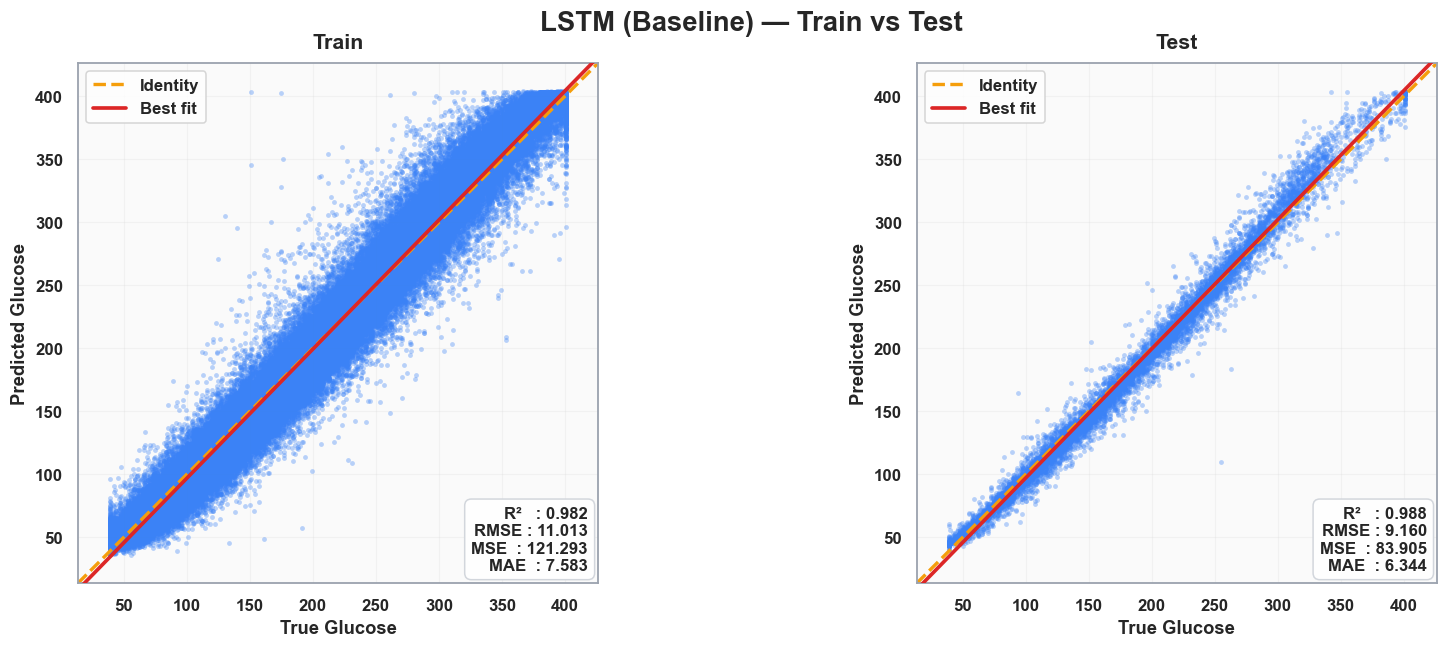 LSTM (Baseline) — Train vs Test
Train
Identity
Best fit
400
350
300
250
200
150
100
50
Predicted Glucose
R² : 0.982
RMSE : 11.013
MSE : 121.293
MAE : 7.583
50 100 150 200 250 300 350 400
True Glucose
Test
Identity
Best fit
400
350
300
250
200
150
100
50
Predicted Glucose
R² : 0.988
RMSE : 9.160
MSE : 83.905
MAE : 6.344
50 100 150 200 250 300 350 400
True Glucose